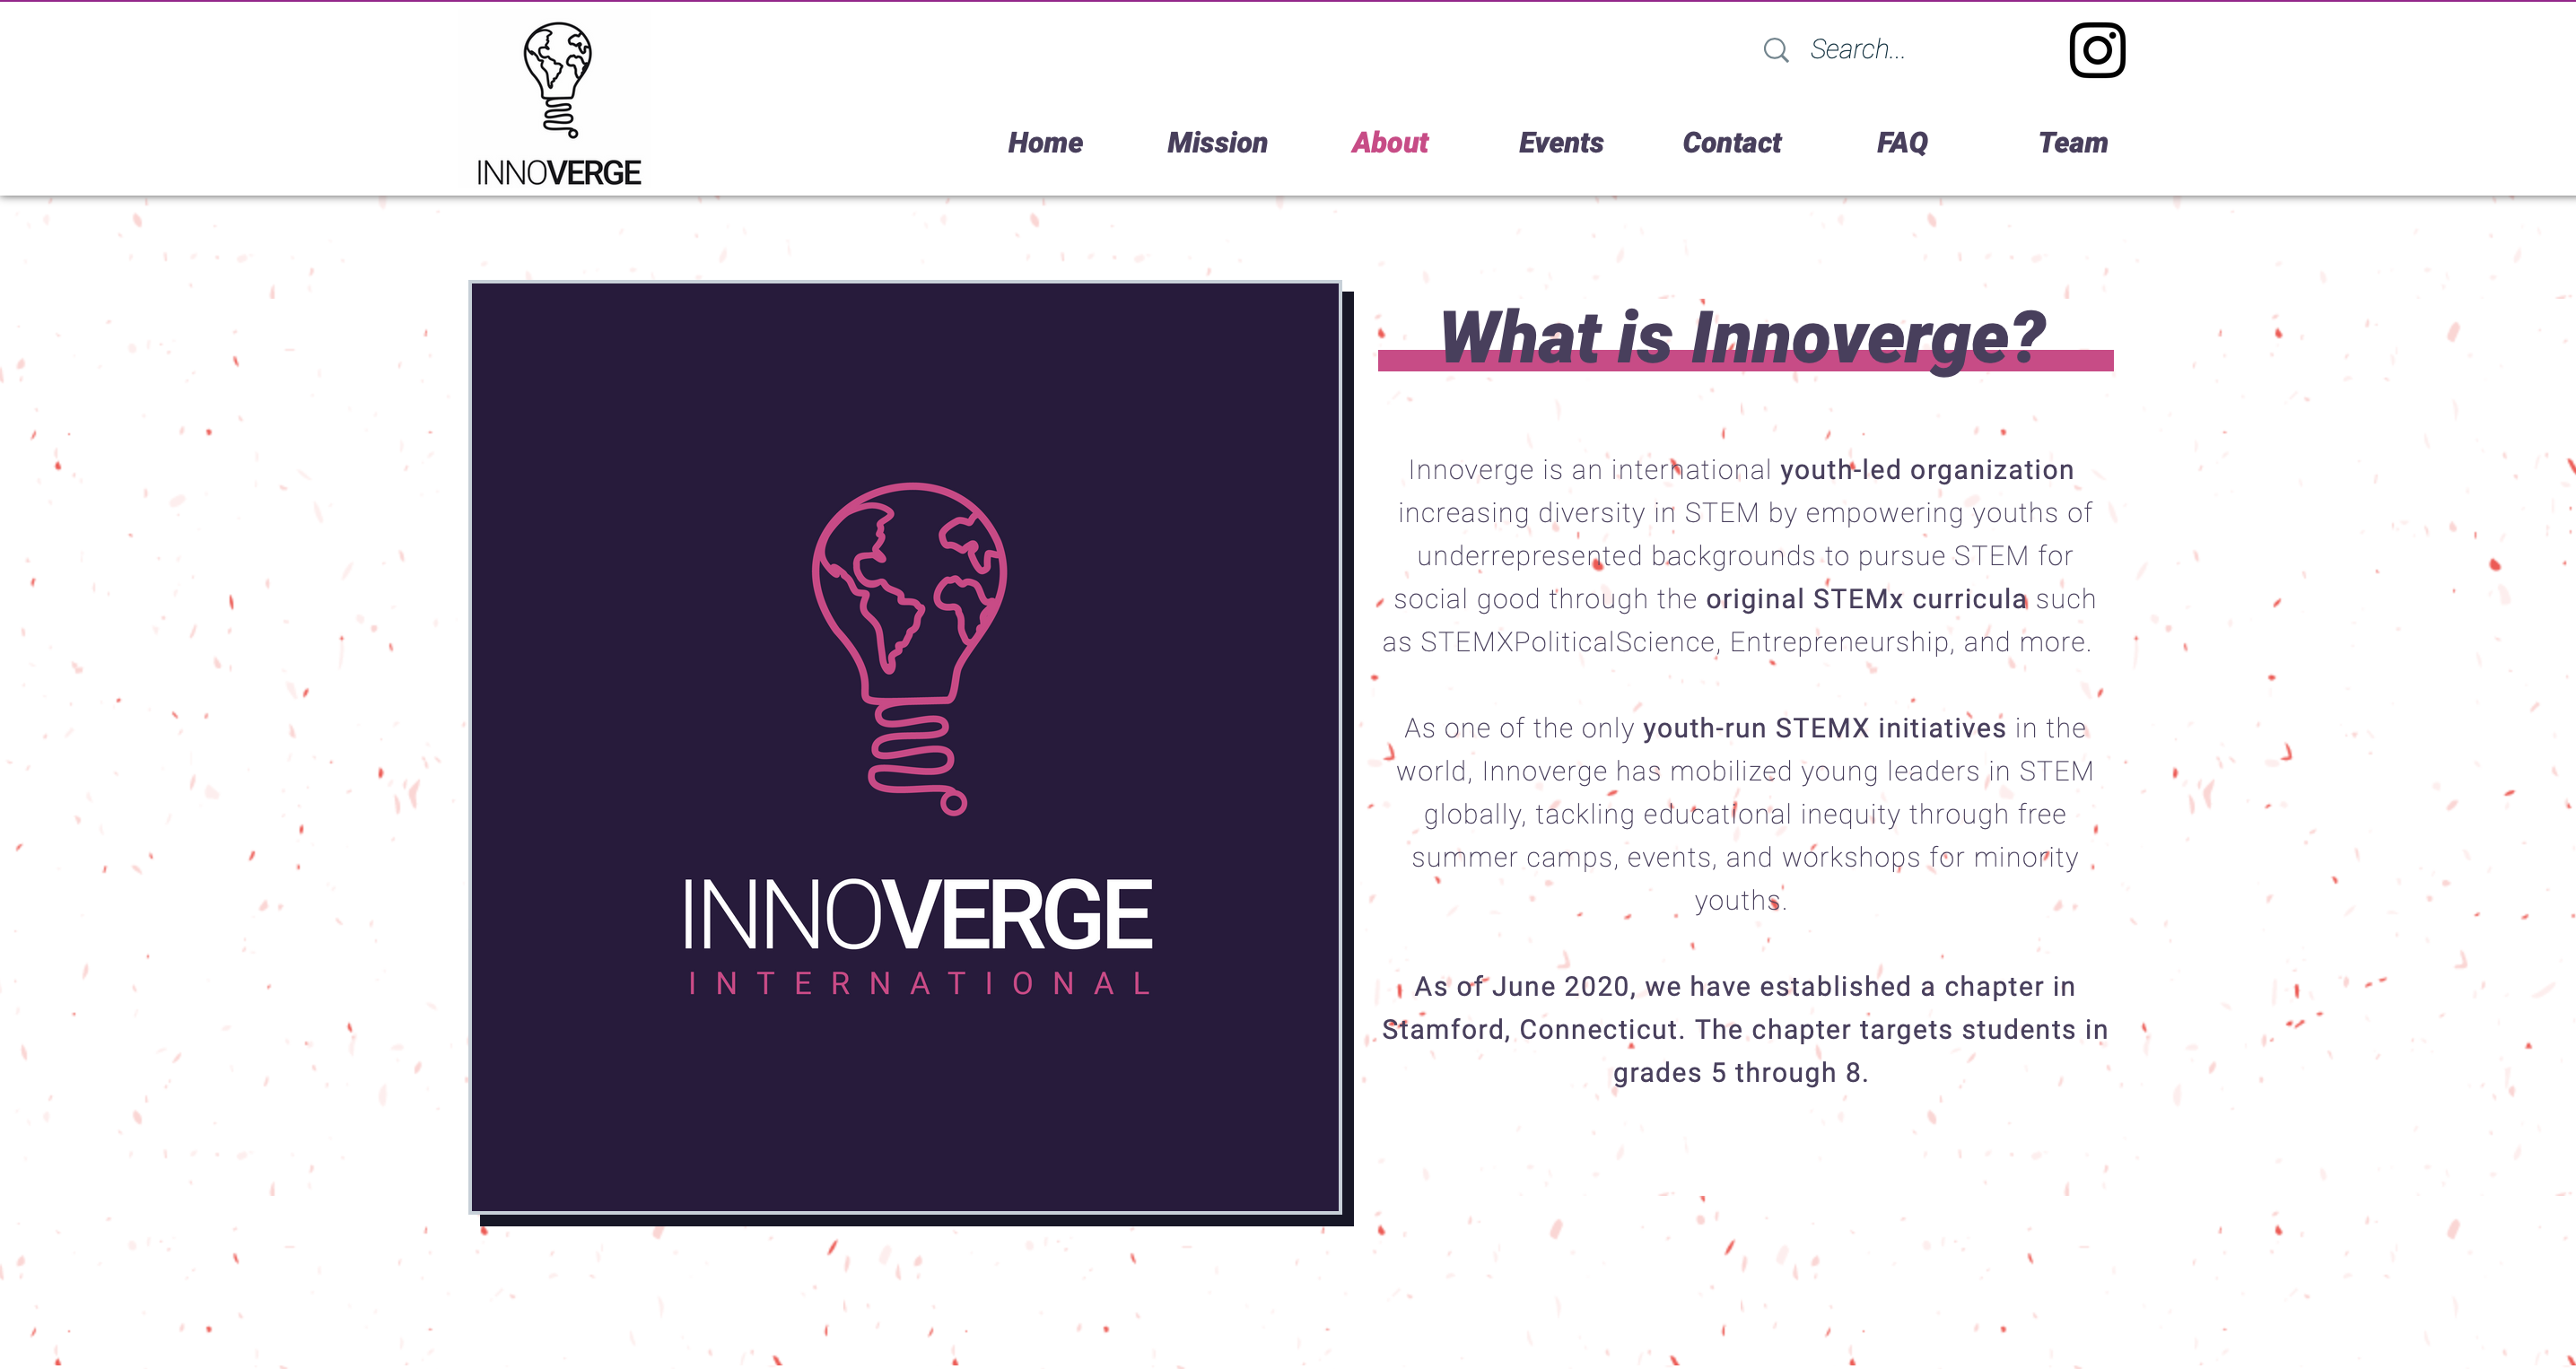 Search...
INNOVERGE
Home Mission About Events Contact FAQ Team
INNOVERGE
INTERNATIONAL
What is Innoverge?
Innoverge is an international youth-led organization
increasing diversity in STEM by empowering youths of
underrepresented backgrounds to pursue STEM for
social good through the original STEMx curricula such
as STEMXPoliticalScience, Entrepreneurship, and more.
As one of the only youth-run STEMX initiatives in the
world, Innoverge has mobilized young leaders in STEM
globally, tackling educational inequity through free
summer camps, events, and workshops for minority
youths.
As of June 2020, we have established a chapter in
Stamford, Connecticut. The chapter targets students in
grades 5 through 8.